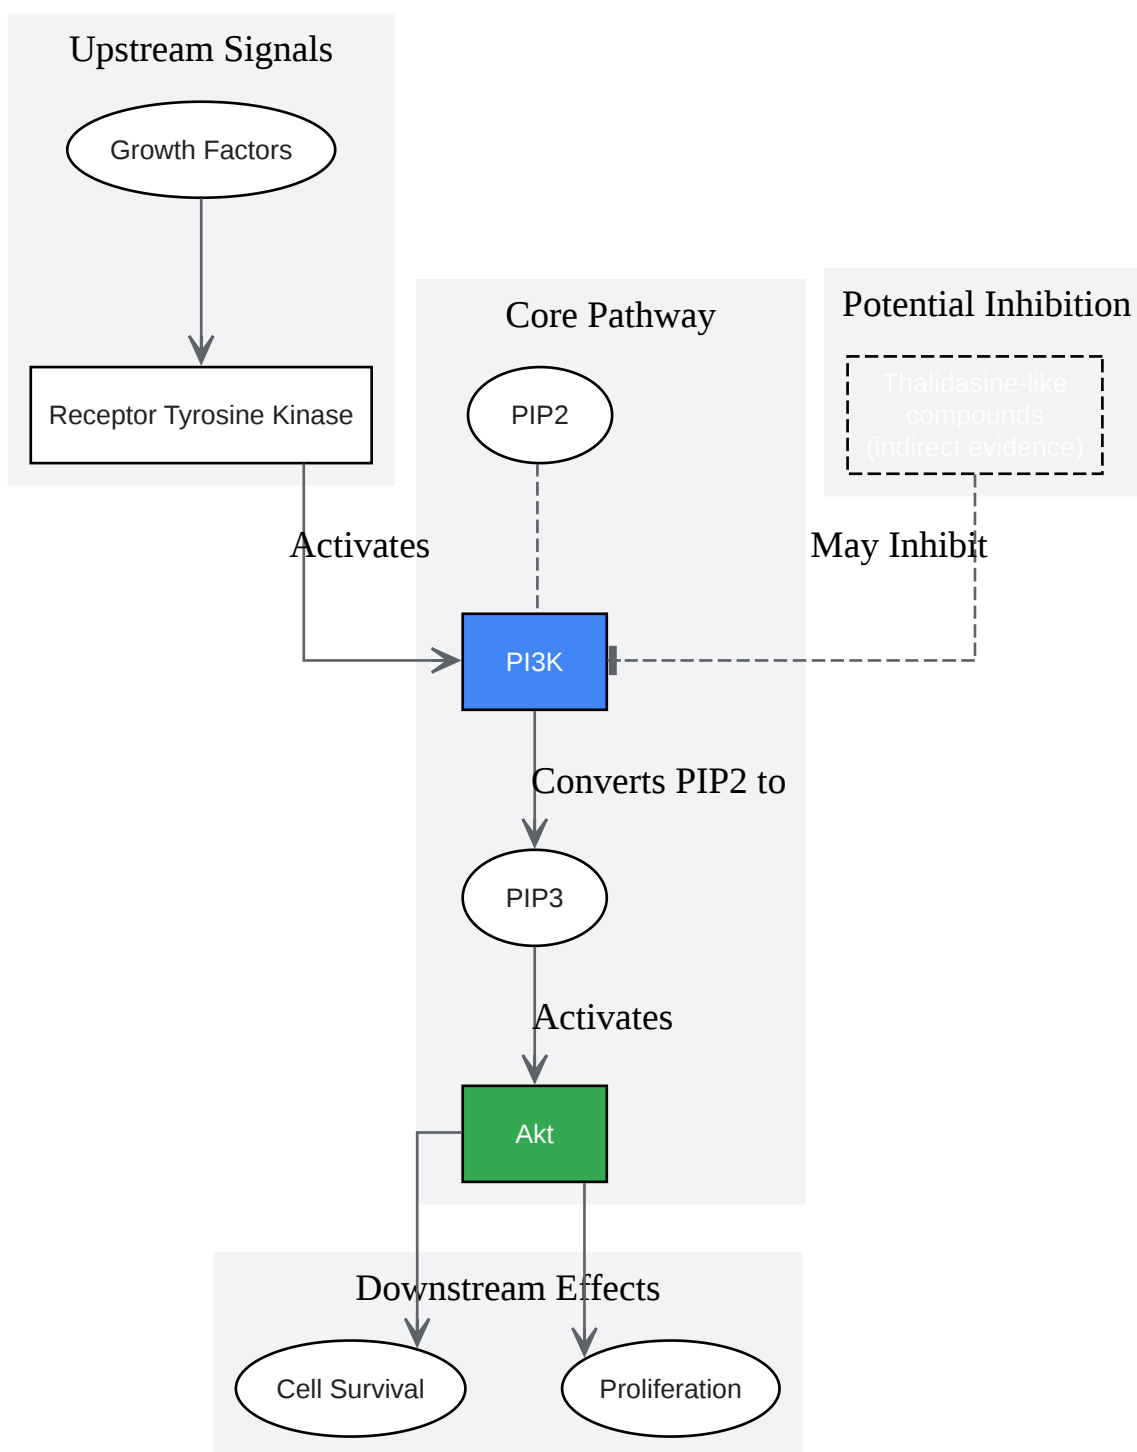 Upstream Signals
Growth Factors
Receptor Tyrosine Kinase
Activates
Core Pathway
PIP2
Potential Inhibition
Thalidasine-like
compounds
(indirect evidence)
May Inhibit
PI3K
Converts PIP2 to
PIP3
Activates
Akt
Downstream Effects
Cell Survival
Proliferation